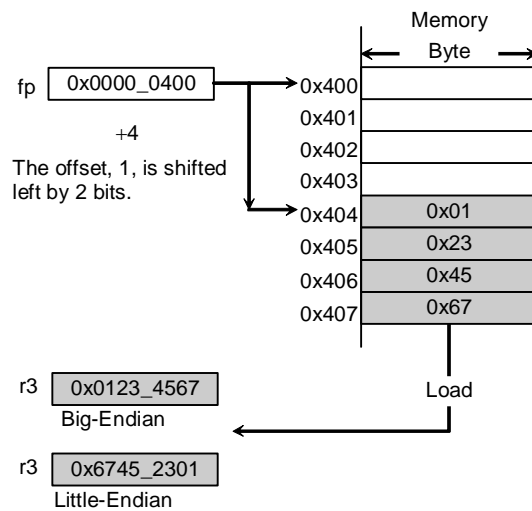 Memory
Byte
fp 0x0000_0400
+4
The offset, 1, is shifted
left by 2 bits.
0x400
0x401
0x402
0x403
0x404 0x01
0x405 0x23
0x406 0x45
0x407 0x67
Load
r3 0x0123_4567
Big-Endian
r3 0x6745_2301
Little-Endian